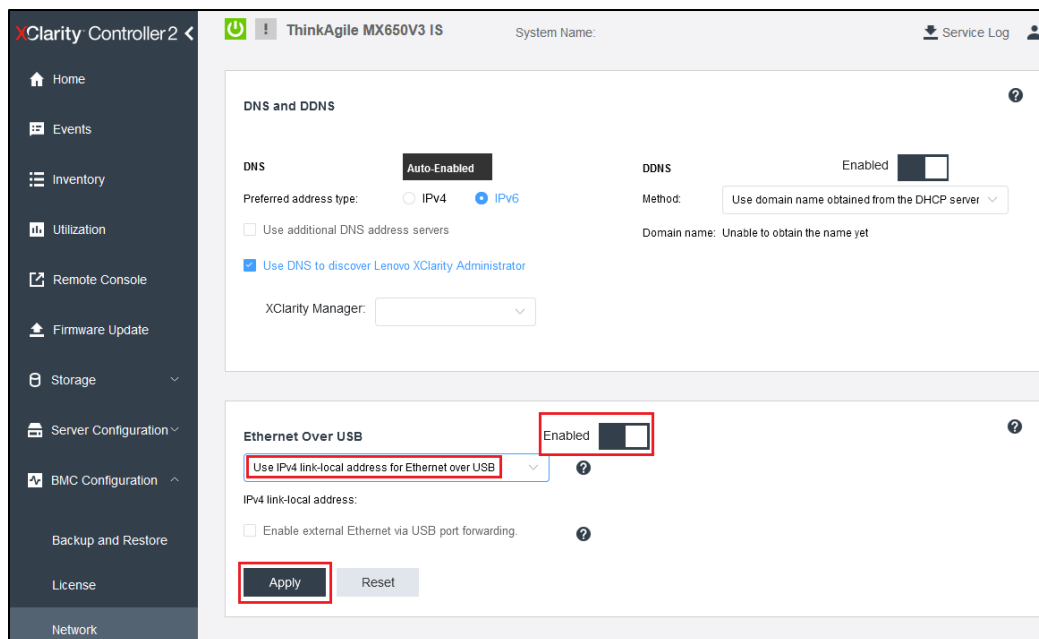 XClarity Controller 2
ThinkAgile MX650V3 IS
System Name:
Service Log
Home
Events
Inventory
Utilization
Remote Console
Firmware Update
Storage
Server Configuration
BMC Configuration
Backup and Restore
License
Network
DNS and DDNS
DNS
Auto-Enabled
Preferred address type:
IPv4
IPv6
Use additional DNS address servers
Use DNS to discover Lenovo XClarity Administrator
XClarity Manager:
DDNS
Enabled
Method:
Use domain name obtained from the DHCP server
Domain name: Unable to obtain the name yet
Ethernet Over USB
Enabled
Use IPv4 link-local address for Ethernet over USB
IPv4 link-local address:
Enable external Ethernet via USB port forwarding.
Apply
Reset